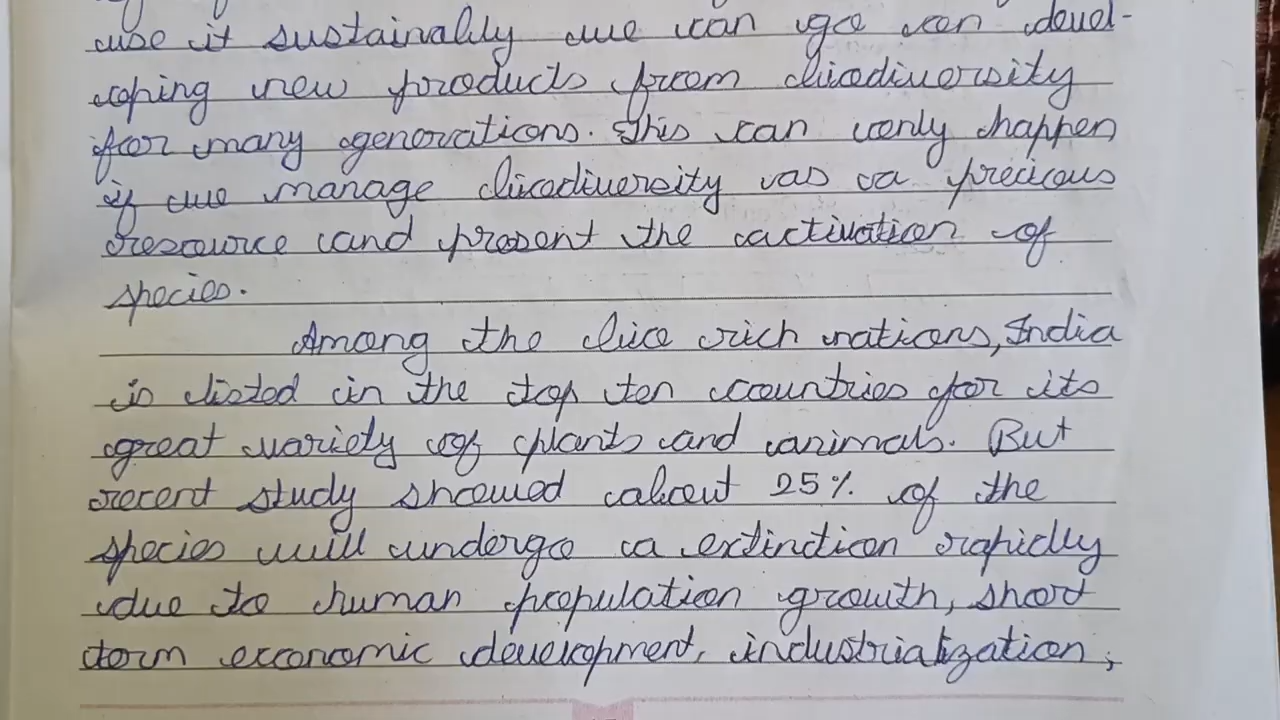 use it sustainably we can go on devel-
oping new products from biodiversity
for many generations. This can only happen
if we manage biodiversity as a precious
resource and present the activation of
species.
Among the bio rich nations, India
is listed in the top ten countries for its
great variety of plants and animals. But
recent study showed about 25% of the
species will undergo a extinction rapidly
due to human population growth, short
term economic development, industrialization,